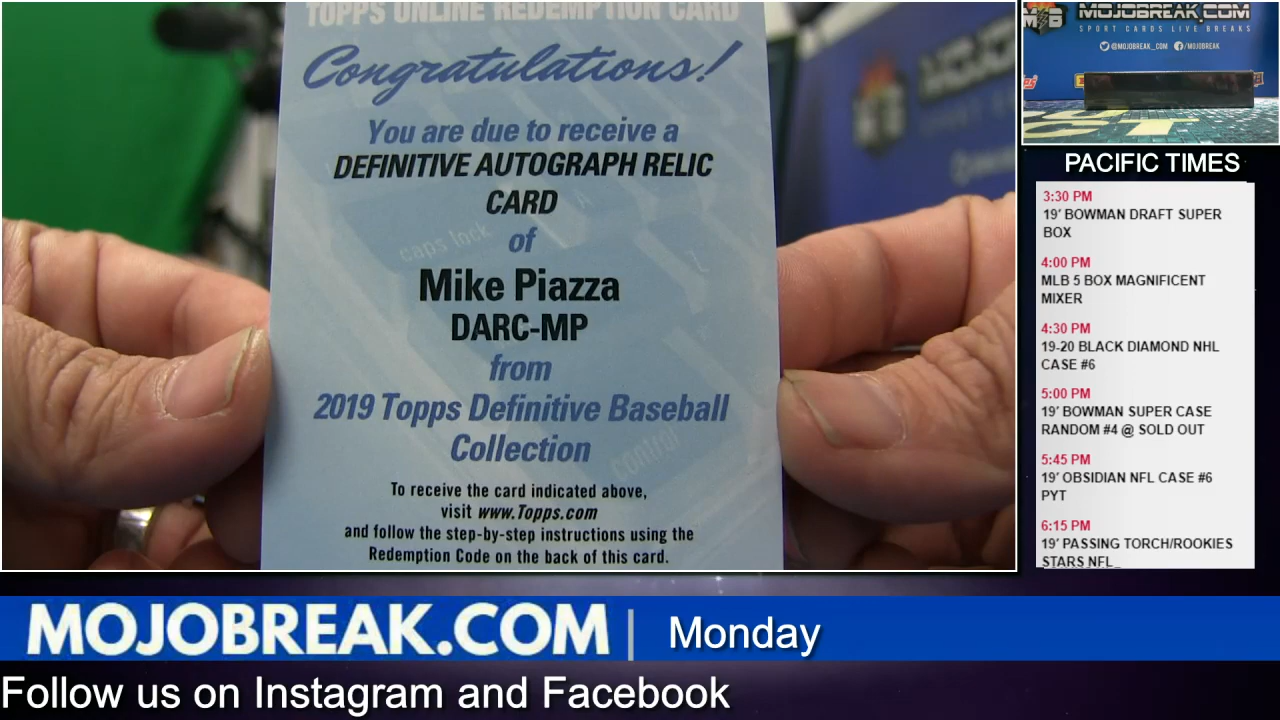 TOPPS ONLINE REDEMPTION CARD
Congratulations!
You are due to receive a
DEFINITIVE AUTOGRAPH RELIC
CARD
of
Mike Piazza
DARC-MP
from
2019 Topps Definitive Baseball
Collection
To receive the card indicated above,
visit www.Topps.com
and follow the step-by-step instructions using the
Redemption Code on the back of this card.
caps lock
control
MOJOBREAK.COM
SPORT CARDS LIVE BREAKS
@MOJOBREAK_COM /MOJOBREAK
PACIFIC TIMES
3:30 PM
19' BOWMAN DRAFT SUPER
BOX
4:00 PM
MLB 5 BOX MAGNIFICENT
MIXER
4:30 PM
19-20 BLACK DIAMOND NHL
CASE #6
5:00 PM
19' BOWMAN SUPER CASE
RANDOM #4 @ SOLD OUT
5:45 PM
19' OBSIDIAN NFL CASE #6
PYT
6:15 PM
19' PASSING TORCH/ROOKIES
STARS NFL_
MOJOBREAK.COM | Monday
Follow us on Instagram and Facebook